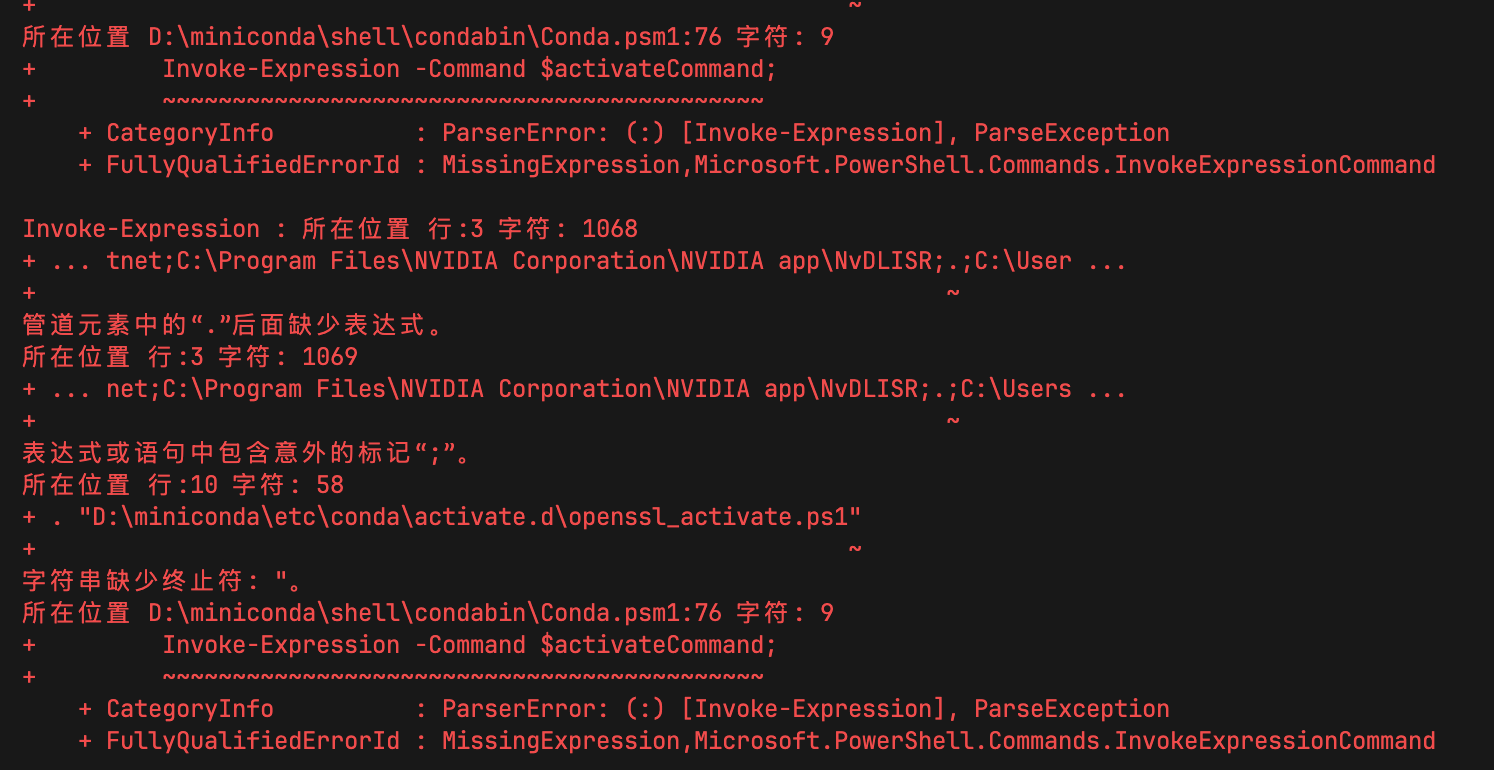 +                                                           ~
所在位置 D:\miniconda\shell\condabin\Conda.psm1:76 字符: 9
+         Invoke-Expression -Command $activateCommand;
+         ~~~~~~~~~~~~~~~~~~~~~~~~~~~~~~~~~~~~~~~~~~~
    + CategoryInfo          : ParserError: (:) [Invoke-Expression], ParseException
    + FullyQualifiedErrorId : MissingExpression,Microsoft.PowerShell.Commands.InvokeExpressionCommand

Invoke-Expression : 所在位置 行:3 字符: 1068
+ ... tnet;C:\Program Files\NVIDIA Corporation\NVIDIA app\NvDLISR;.;C:\User ...
+                                                                  ~
管道元素中的“.”后面缺少表达式。
所在位置 行:3 字符: 1069
+ ... net;C:\Program Files\NVIDIA Corporation\NVIDIA app\NvDLISR;.;C:\Users ...
+                                                                  ~
表达式或语句中包含意外的标记“;”。
所在位置 行:10 字符: 58
+ . "D:\miniconda\etc\conda\activate.d\openssl_activate.ps1"
+                                                           ~
字符串缺少终止符: "。
所在位置 D:\miniconda\shell\condabin\Conda.psm1:76 字符: 9
+         Invoke-Expression -Command $activateCommand;
+         ~~~~~~~~~~~~~~~~~~~~~~~~~~~~~~~~~~~~~~~~~~~
    + CategoryInfo          : ParserError: (:) [Invoke-Expression], ParseException
    + FullyQualifiedErrorId : MissingExpression,Microsoft.PowerShell.Commands.InvokeExpressionCommand